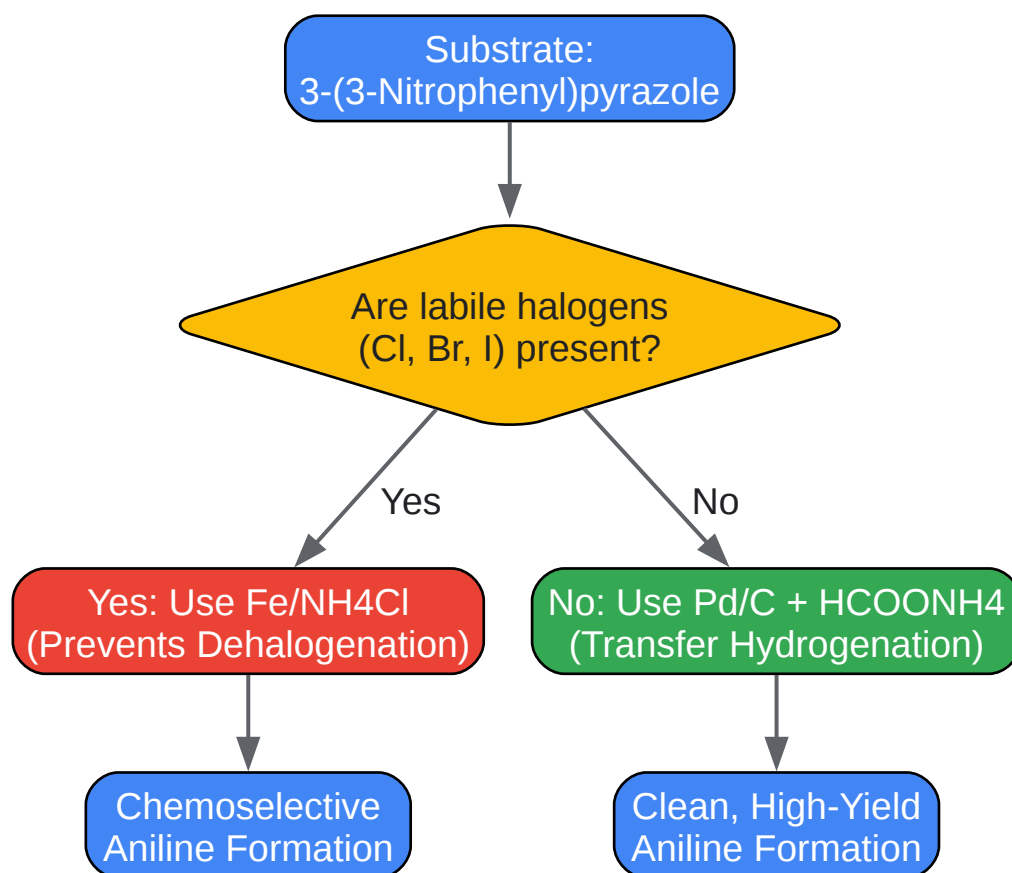 Substrate:
3-(3-Nitrophenyl)pyrazole
Are labile halogens
(Cl, Br, I) present?
Yes
No
Yes: Use Fe/NH4Cl
(Prevents Dehalogenation)
No: Use Pd/C + HCOONH4
(Transfer Hydrogenation)
Chemoselective
Aniline Formation
Clean, High-Yield
Aniline Formation